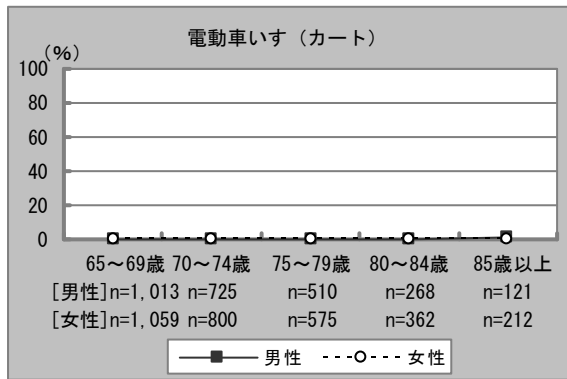 電動車いす（カート）
（％）
100
80
60
40
20
0
65～69歳 70～74歳 75～79歳 80～84歳 85歳以上
[男性]n=1,013 n=725 n=510 n=268 n=121
[女性]n=1,059 n=800 n=575 n=362 n=212
男性 女性